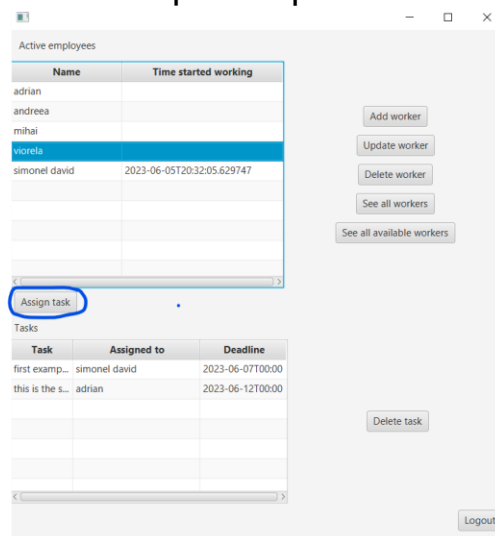 Active employees
Name Time started working
adrian
andreea
mihai
viorela
simonel david 2023-06-05T20:32:05.629747
Add worker
Update worker
Delete worker
See all workers
See all available workers
Assign task
Tasks
Task Assigned to Deadline
first examp... simonel david 2023-06-07T00:00
this is the s... adrian 2023-06-12T00:00
Delete task
Logout